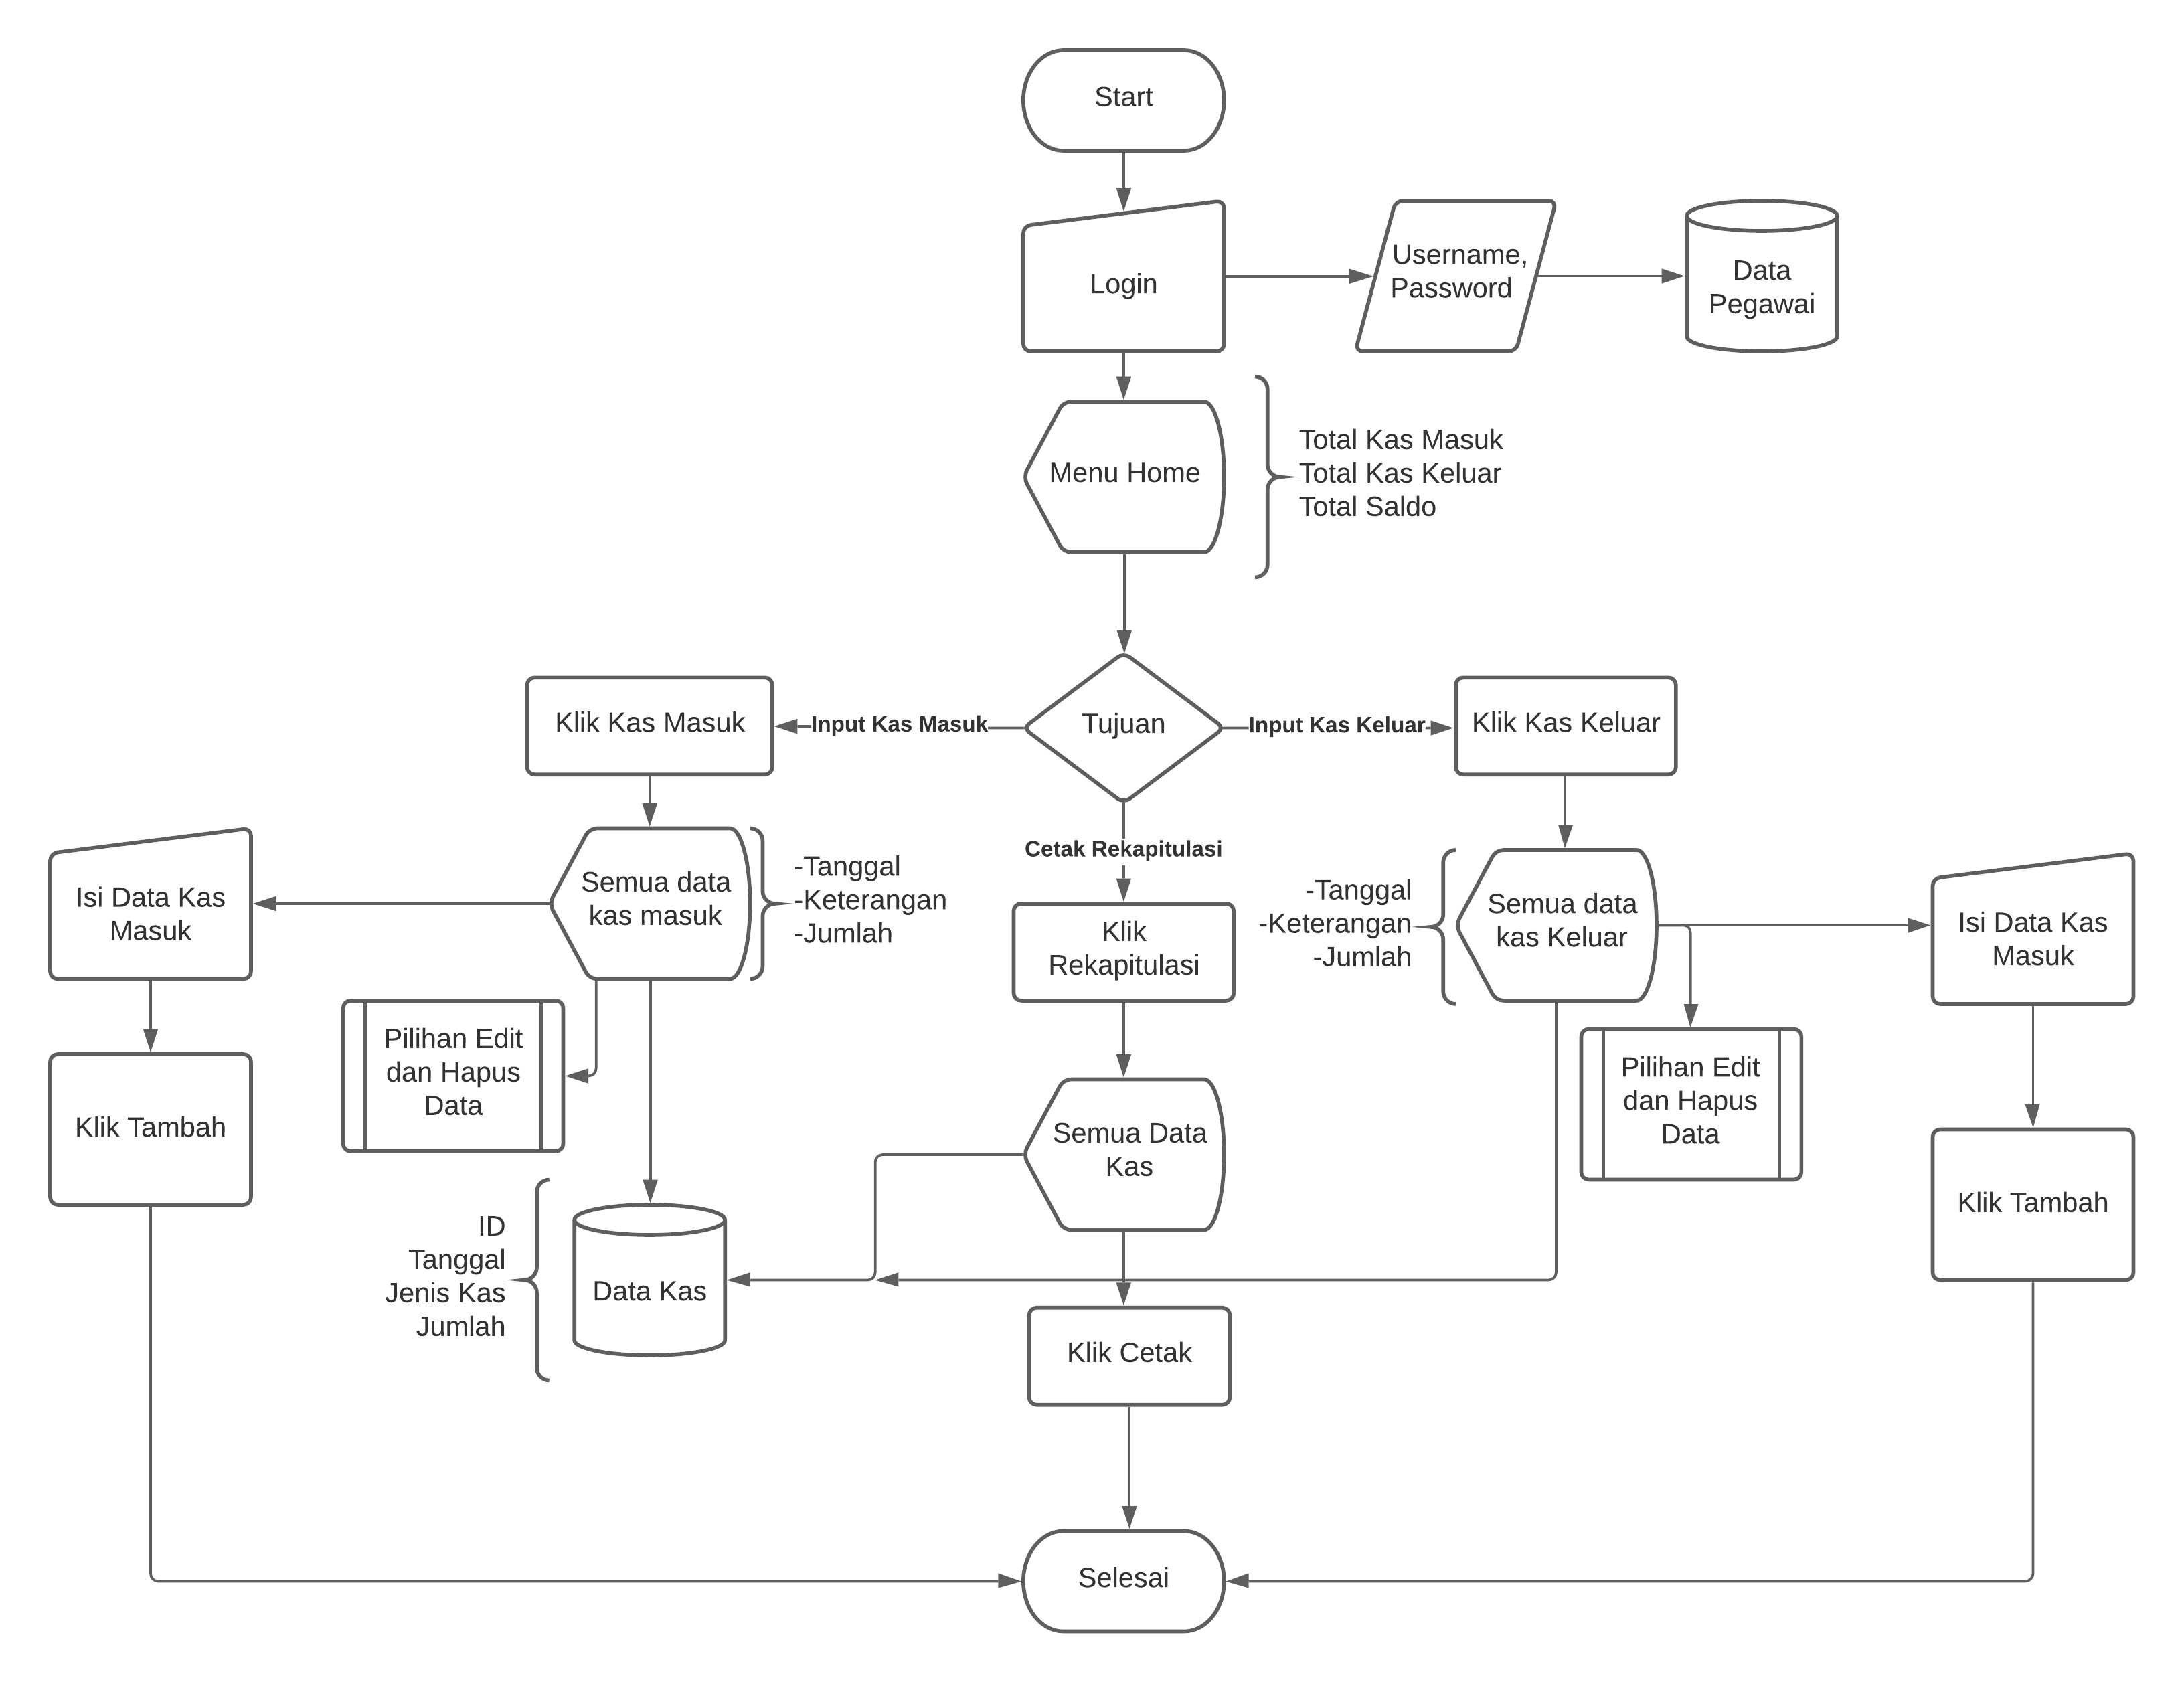 Start
Login
Username,
Password
Data
Pegawai
Menu Home
Total Kas Masuk
Total Kas Keluar
Total Saldo
Klik Kas Masuk
Input Kas Masuk
Tujuan
Input Kas Keluar
Klik Kas Keluar
Cetak Rekapitulasi
Isi Data Kas
Masuk
Semua data
kas masuk
-Tanggal
-Keterangan
-Jumlah
Klik
Rekapitulasi
-Tanggal
-Keterangan
-Jumlah
Semua data
kas Keluar
Isi Data Kas
Masuk
Klik Tambah
Pilihan Edit
dan Hapus
Data
Semua Data
Kas
Pilihan Edit
dan Hapus
Data
Klik Tambah
ID
Tanggal
Jenis Kas
Jumlah
Data Kas
Klik Cetak
Selesai